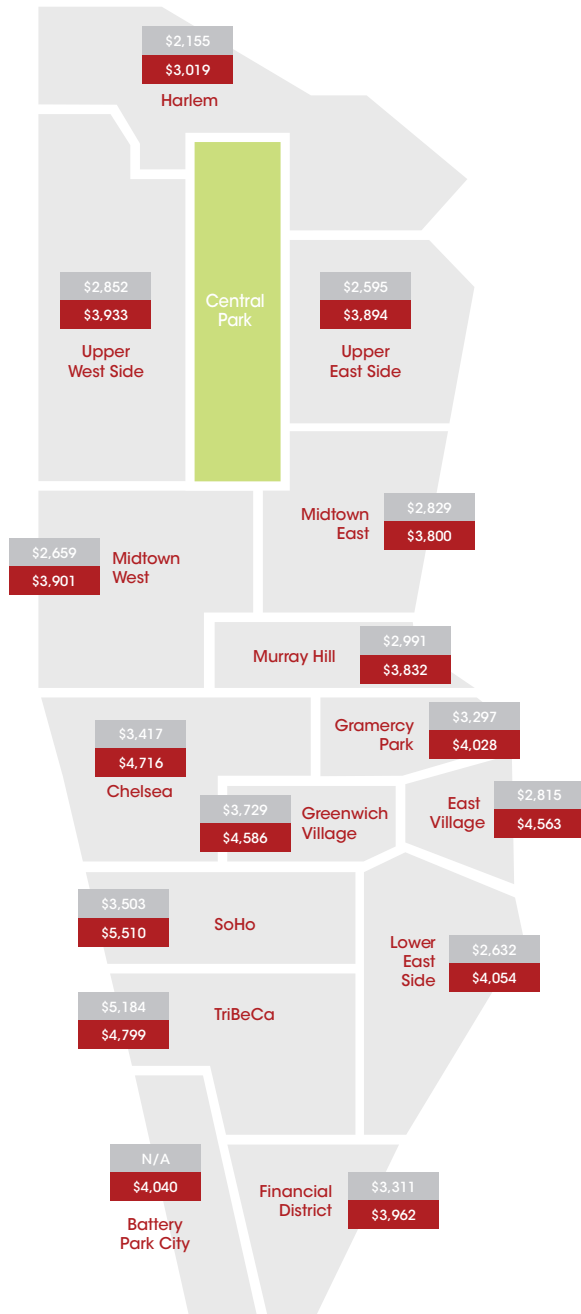 $2,155
$3,019
Harlem
$2,852
$3,933
Upper
West Side
Central
Park
$2,595
$3,894
Upper
East Side
Midtown
East
$2,829
$3,800
$2,659
$3,901
Midtown
West
Murray Hill
$2,991
$3,832
$3,417
$4,716
Chelsea
Gramercy
Park
$3,297
$4,028
$3,729
$4,586
Greenwich
Village
East
Village
$2,815
$4,563
$3,503
$5,510
SoHo
Lower
East
Side
$2,632
$4,054
$5,184
$4,799
TriBeCa
N/A
$4,040
Battery
Park City
Financial
District
$3,311
$3,962